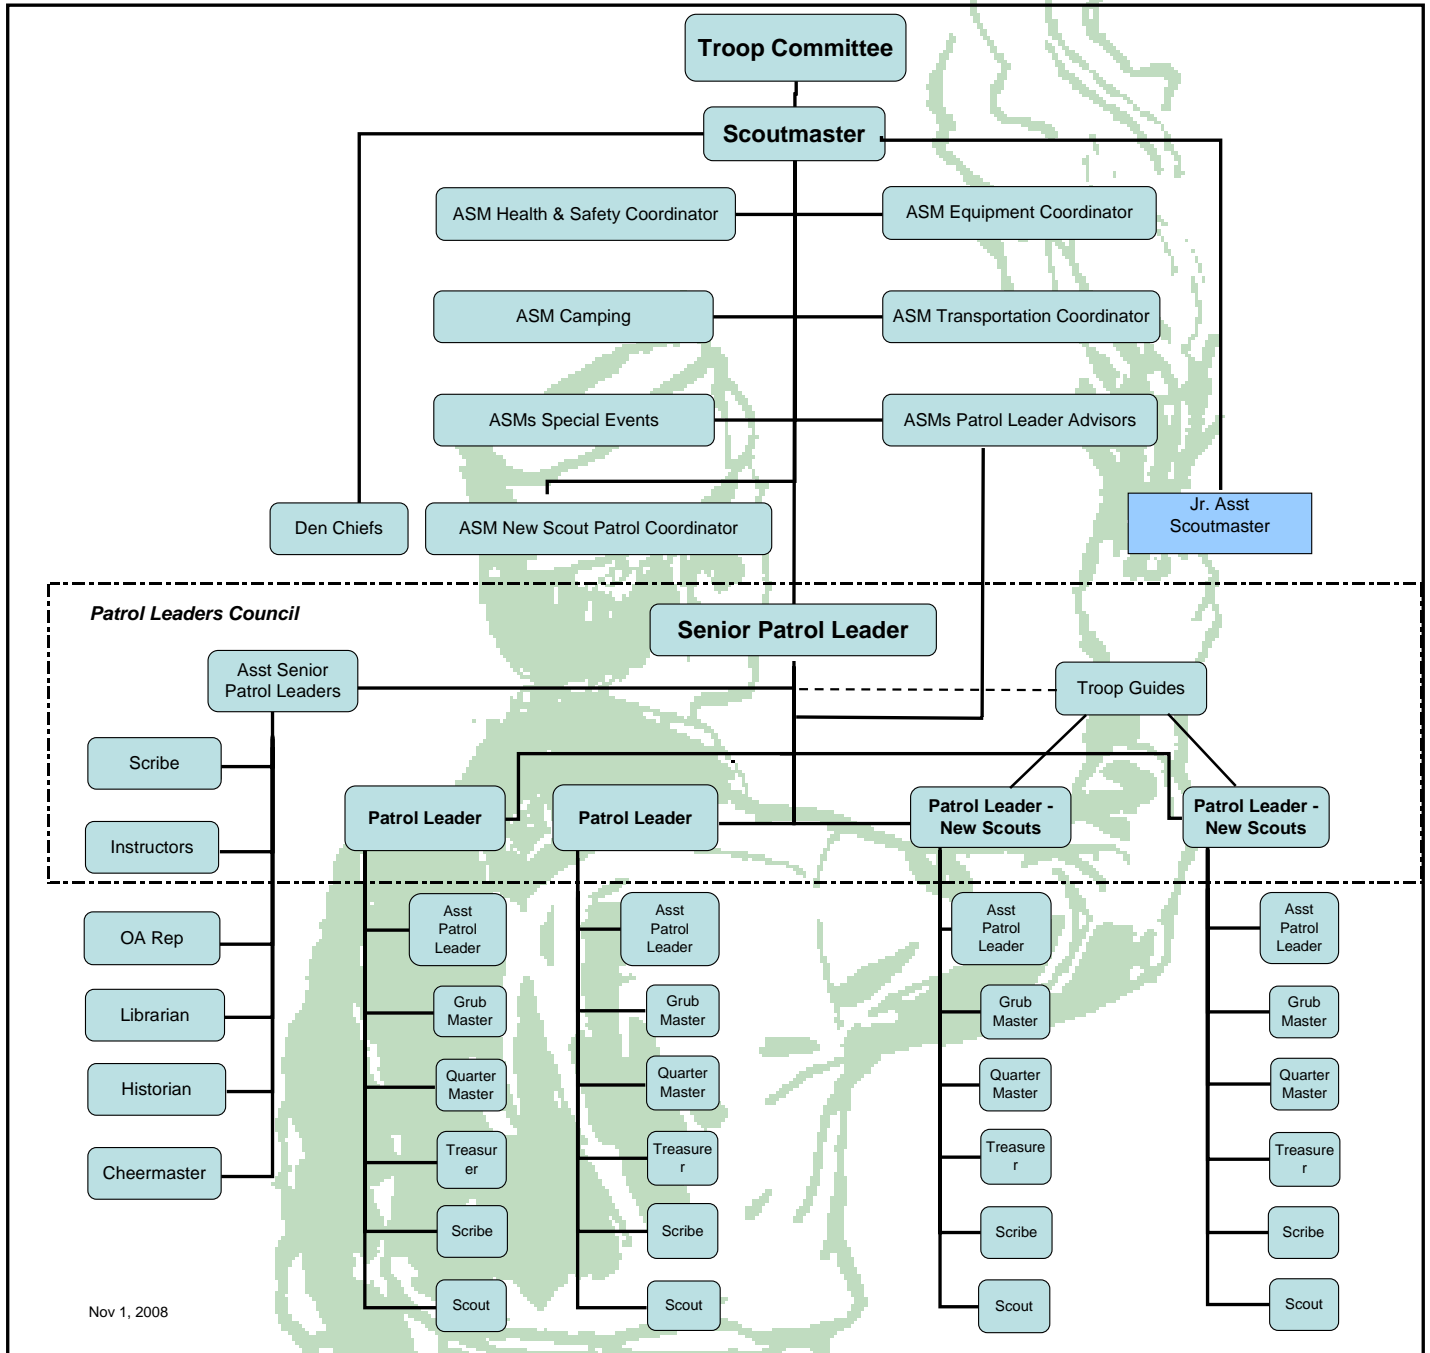 Troop Committee
Scoutmaster
ASM Health & Safety Coordinator
ASM Equipment Coordinator
ASM Camping
ASM Transportation Coordinator
ASMs Special Events
ASMs Patrol Leader Advisors
Den Chiefs
ASM New Scout Patrol Coordinator
Jr. Asst
Scoutmaster
Patrol Leaders Council
Senior Patrol Leader
Asst Senior
Patrol Leaders
Troop Guides
Scribe
Instructors
OA Rep
Librarian
Historian
Cheermaster
Patrol Leader
Patrol Leader
Patrol Leader -
New Scouts
Patrol Leader -
New Scouts
Asst
Patrol
Leader
Grub
Master
Quarter
Master
Treasur
er
Scribe
Scout
Asst
Patrol
Leader
Grub
Master
Quarter
Master
Treasure
r
Scribe
Scout
Asst
Patrol
Leader
Grub
Master
Quarter
Master
Treasure
r
Scribe
Scout
Asst
Patrol
Leader
Grub
Master
Quarter
Master
Treasure
r
Scribe
Scout
Nov 1, 2008